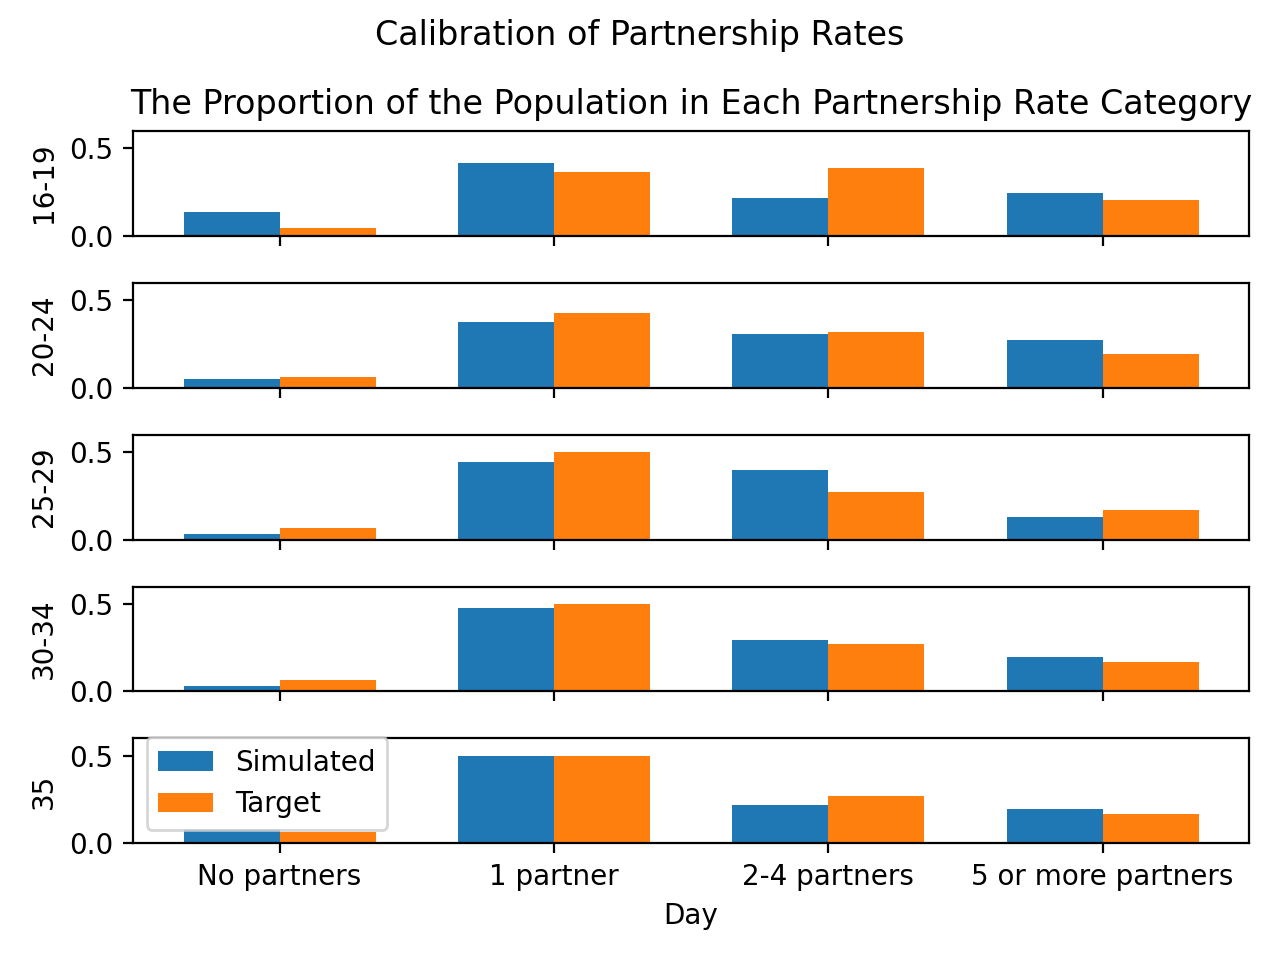 Calibration of Partnership Rates
The Proportion of the Population in Each Partnership Rate Category
0.5
0.0
16-19
0.5
0.0
20-24
0.5
0.0
25-29
0.5
0.0
30-34
0.5
0.0
35
Simulated
Target
No partners
1 partner
2-4 partners
5 or more partners
Day